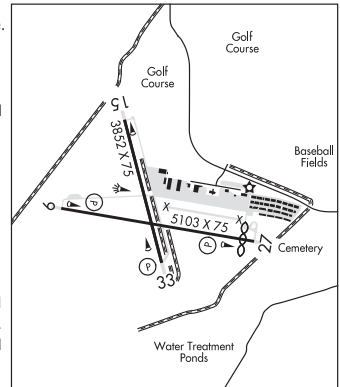 Golf
Course
Golf
Course
15
3852 X 75
Baseball
Fields
P
X
X
9
5103 X 75
P
27
Cemetery
P
33
Water Treatment
Ponds